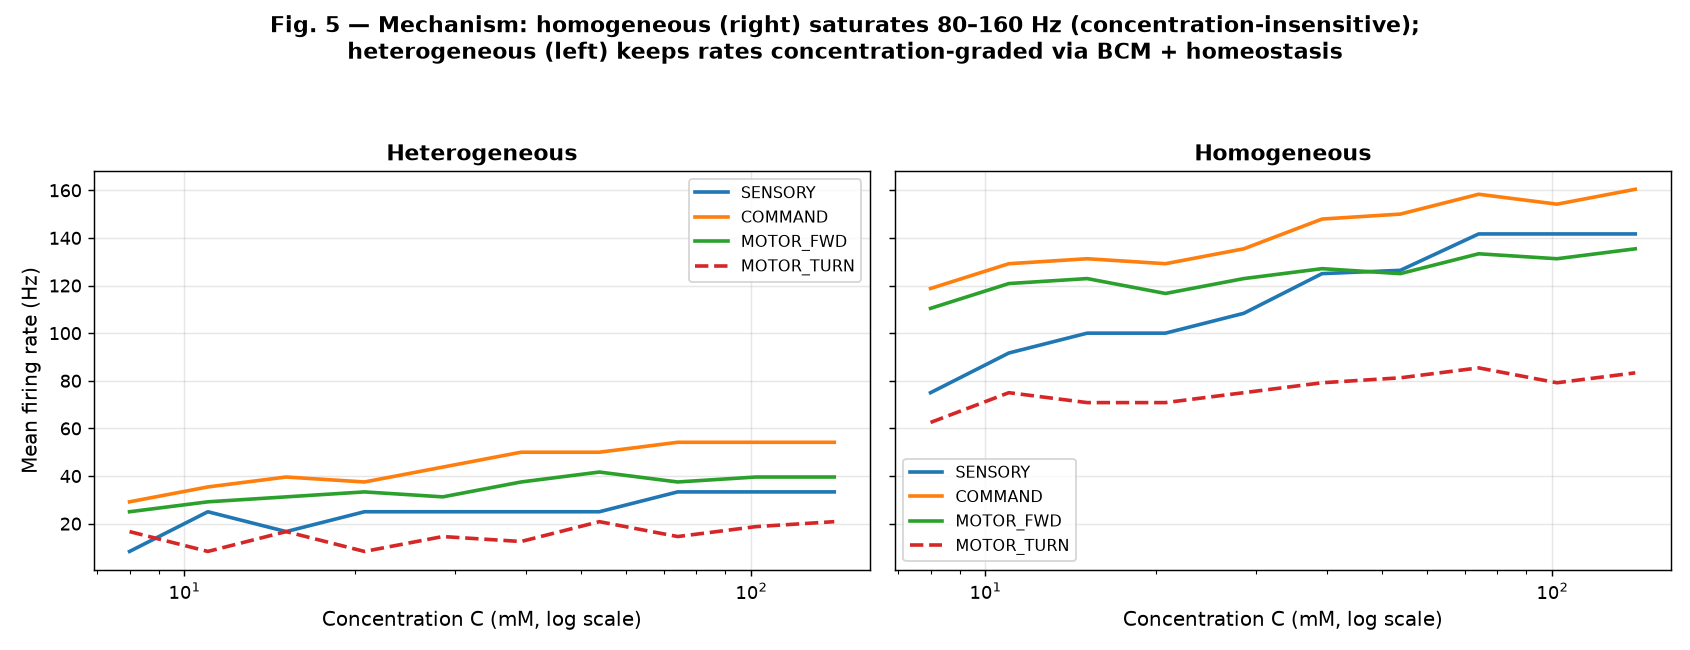 Fig. 5 — Mechanism: homogeneous (right) saturates 80–160 Hz (concentration-insensitive);
heterogeneous (left) keeps rates concentration-graded via BCM + homeostasis
Heterogeneous
Mean firing rate (Hz)
160
140
120
100
80
60
40
20
SENSORY
COMMAND
MOTOR_FWD
MOTOR_TURN
10¹
10²
Concentration C (mM, log scale)
Homogeneous
SENSORY
COMMAND
MOTOR_FWD
MOTOR_TURN
10¹
10²
Concentration C (mM, log scale)